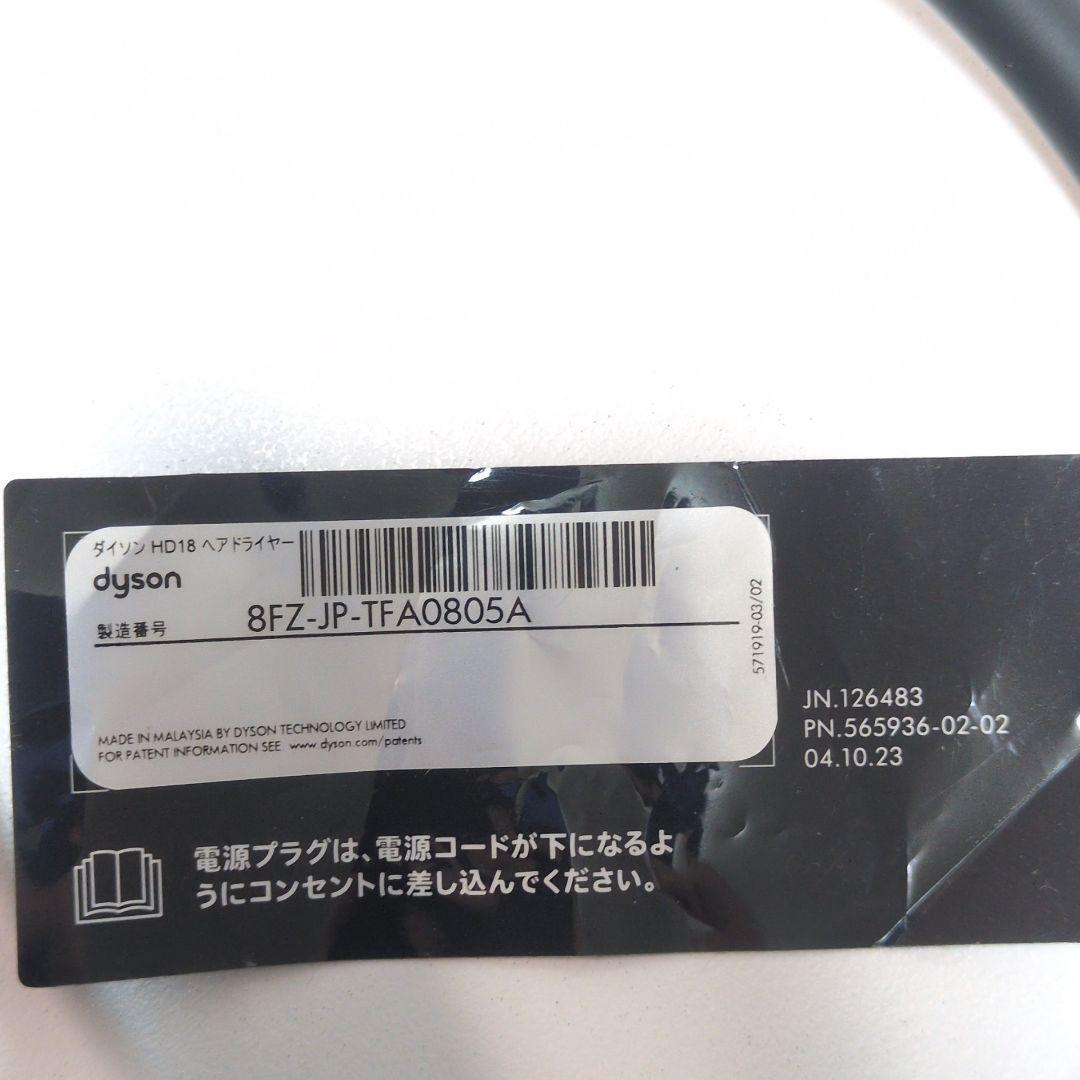 ダイソン HD18 ヘアドライヤー
dyson
製造番号 8FZ-JP-TFA0805A
571919-03/02
MADE IN MALAYSIA BY DYSON TECHNOLOGY LIMITED
FOR PATENT INFORMATION SEE www.dyson.com/patents
JN.126483
PN.565936-02-02
04.10.23
電源プラグは、電源コードが下になるよ
うにコンセントに差し込んでください。